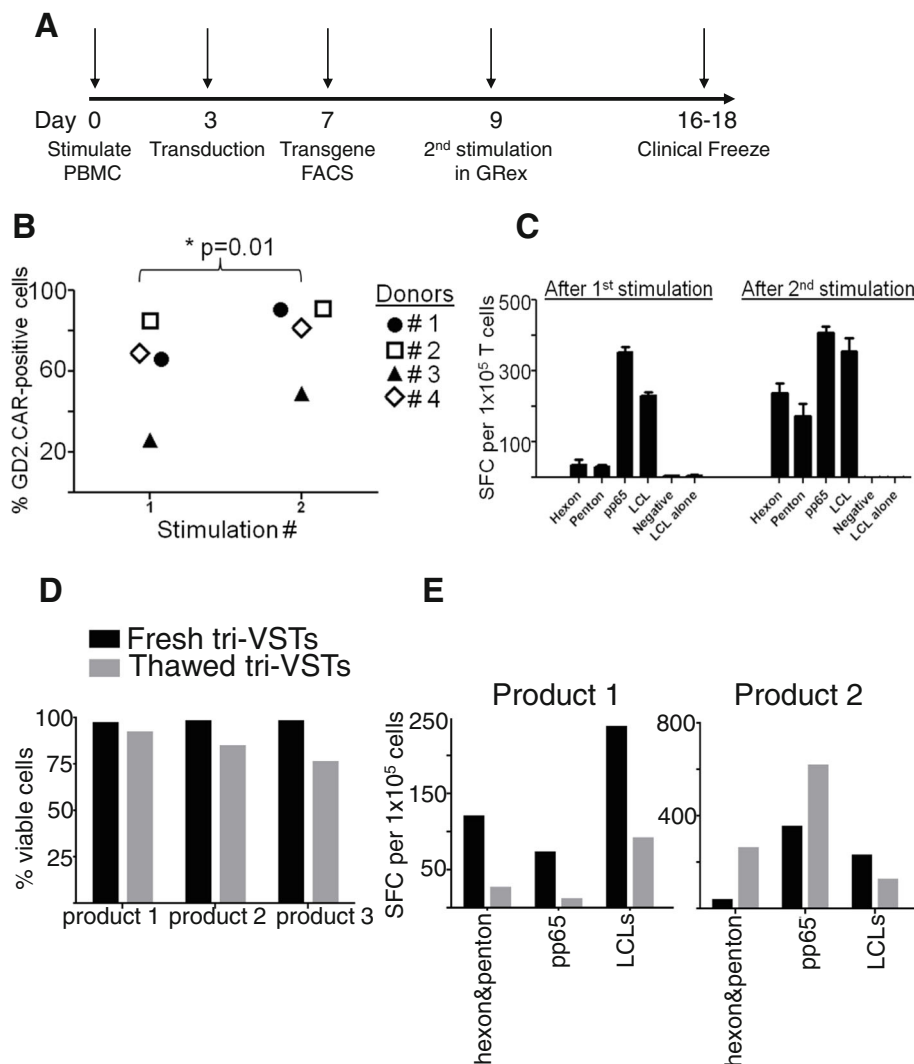 A
Day 0 3 7 9 16-18
Stimulate PBMC
Transduction
Transgene FACS
2nd stimulation in GRex
Clinical Freeze
B
* p=0.01
% GD2.CAR-positive cells
100
60
20
1 2
Stimulation #
Donors
# 1
# 2
# 3
# 4
C
After 1st stimulation After 2nd stimulation
SFC per 1x10⁵ T cells
500
300
100
Hexon
Penton
pp65
LCL
Negative
LCL alone
Hexon
Penton
pp65
LCL
Negative
LCL alone
D
Fresh tri-VSTs
Thawed tri-VSTs
% viable cells
100
75
50
25
product 1 product 2 product 3
E
Product 1
SFC per 1x10⁵ cells
250
150
50
hexon&penton
pp65
LCLs
Product 2
800
400
hexon&penton
pp65
LCLs